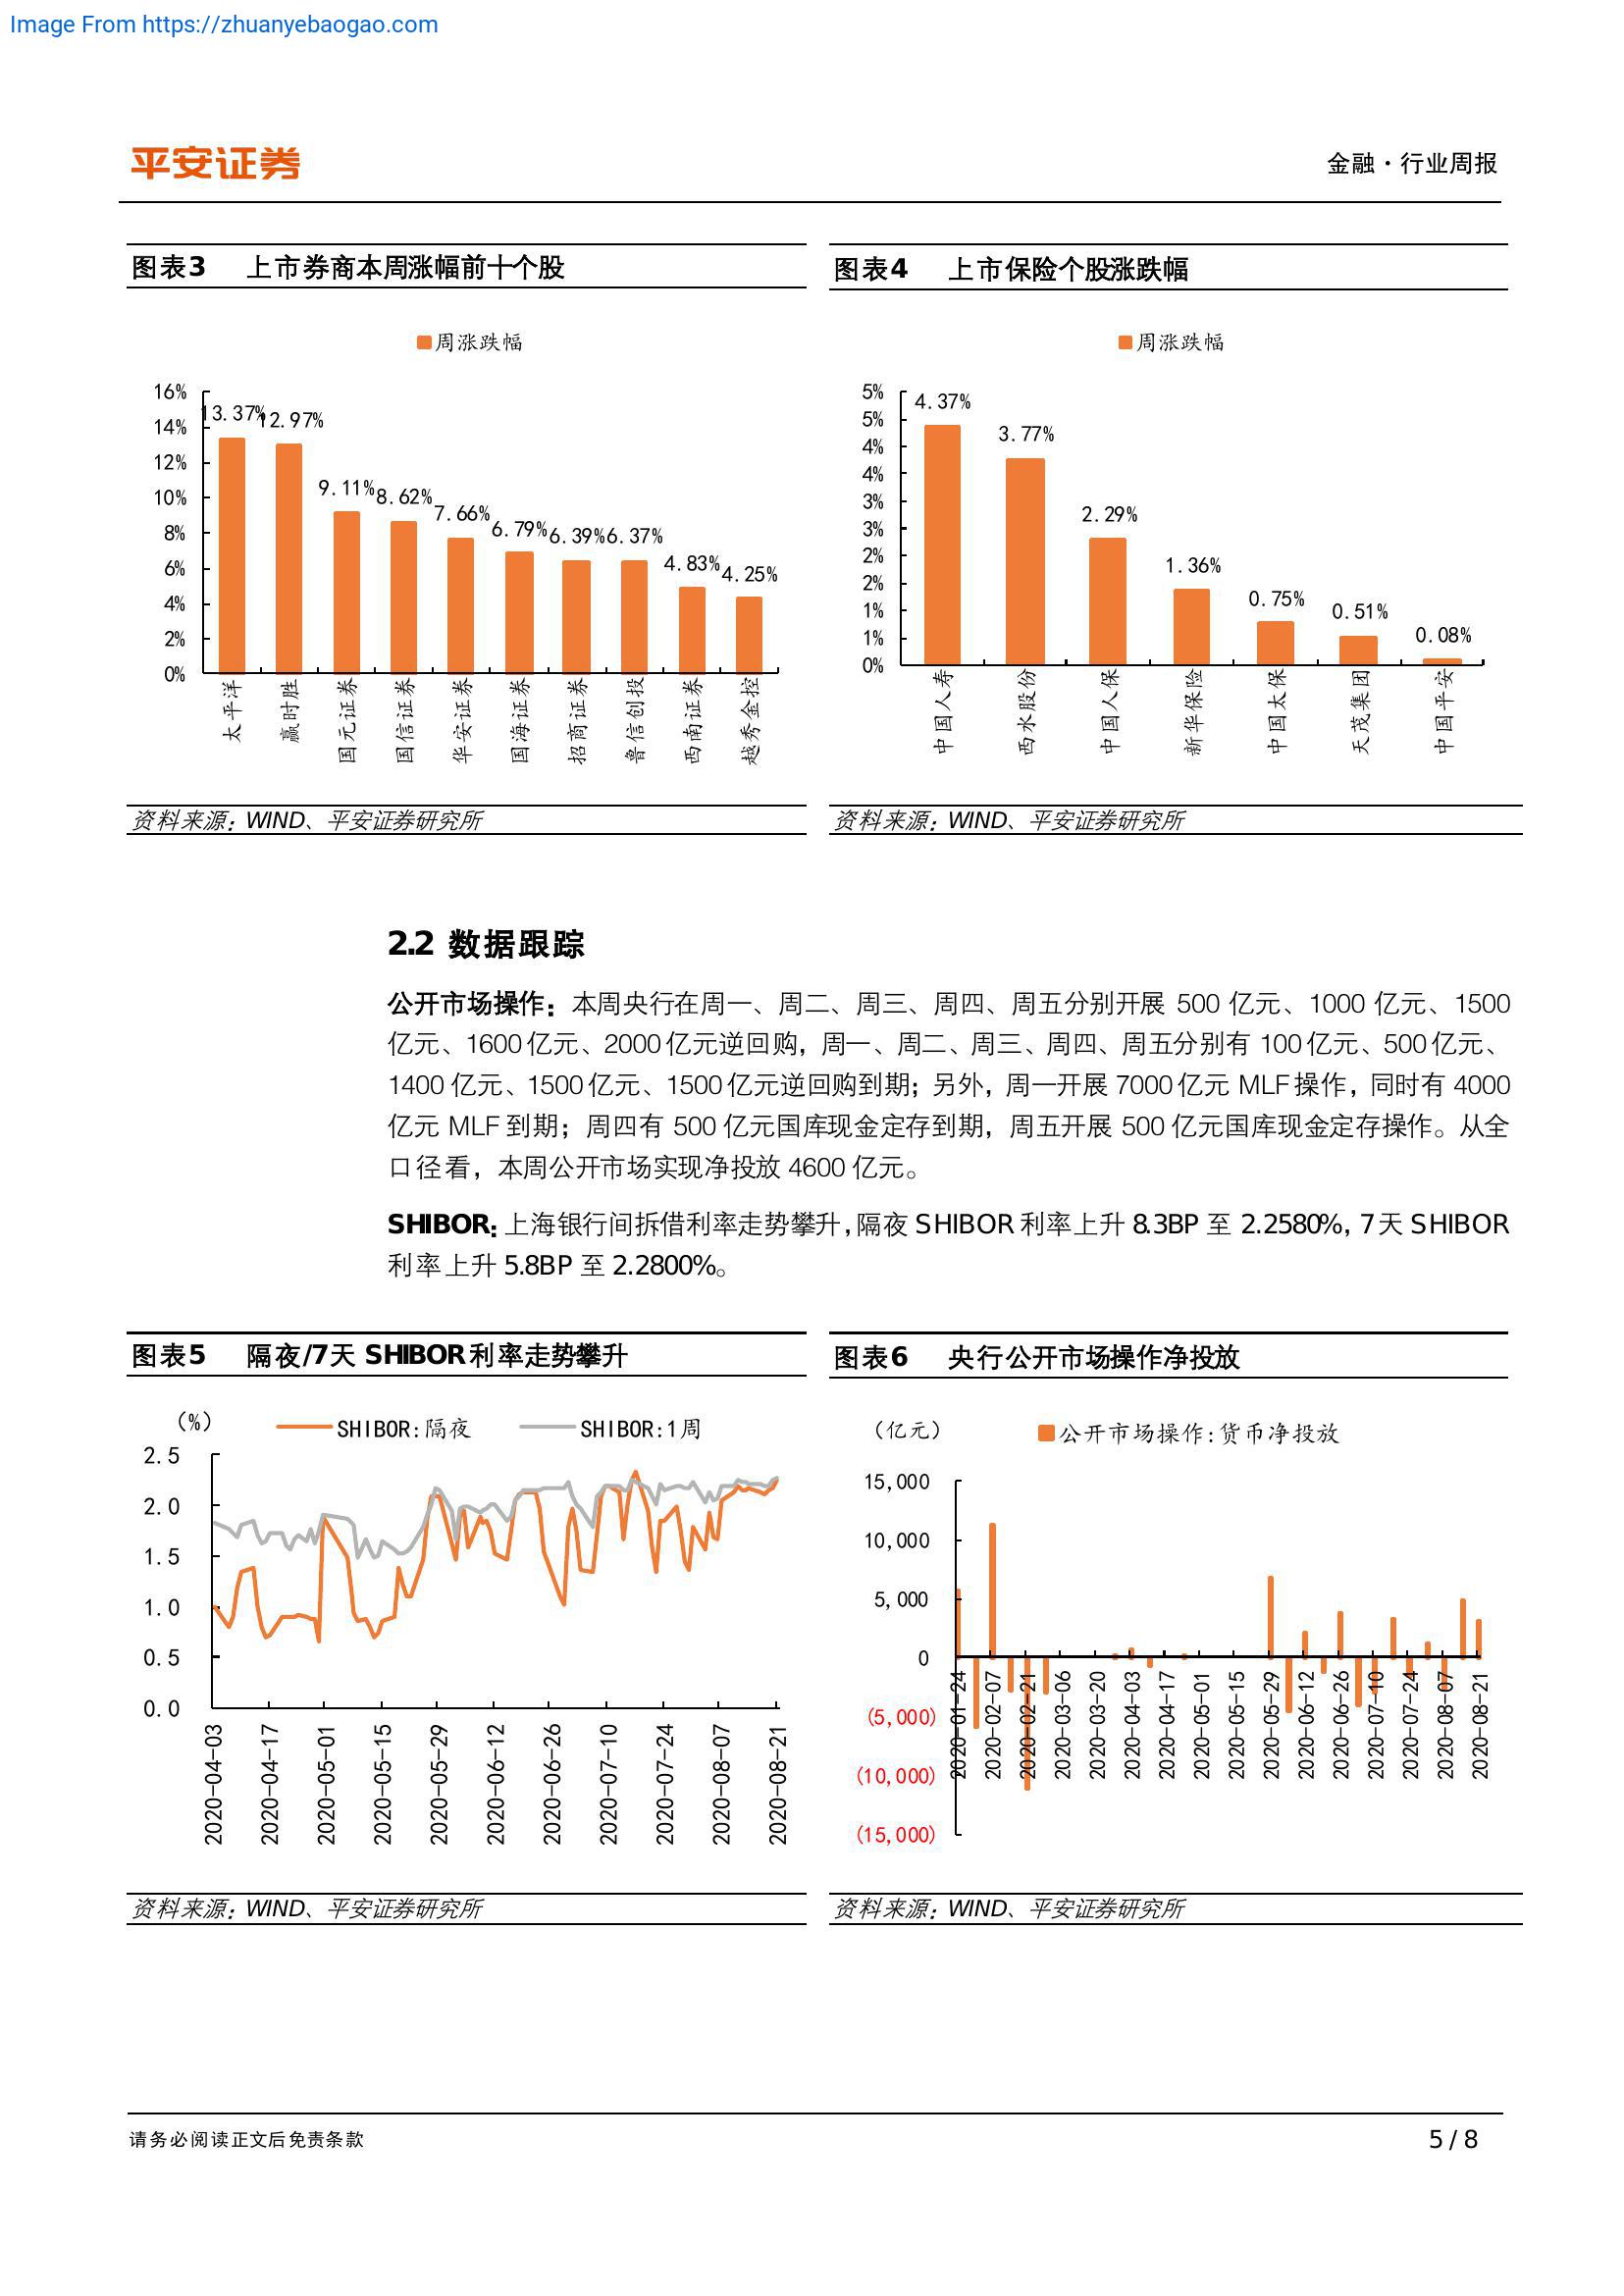 Image From https://zhuanyebaogao.com
平安证券
金融·行业周报
图表3 上市券商本周涨幅前十个股
周涨跌幅
16%
14%
12%
10%
8%
6%
4%
2%
0%
13.37%
12.97%
9.11%
8.62%
7.66%
6.79%
6.39%
6.37%
4.83%
4.25%
太平洋
赢时胜
国元证券
国信证券
华安证券
国海证券
招商证券
鲁信创投
西南证券
越秀金控
资料来源：WIND、平安证券研究所
图表4 上市保险个股涨跌幅
周涨跌幅
5%
5%
4%
4%
3%
3%
2%
2%
1%
1%
0%
4.37%
3.77%
2.29%
1.36%
0.75%
0.51%
0.08%
中国人寿
西水股份
中国人保
新华保险
中国太保
天茂集团
中国平安
资料来源：WIND、平安证券研究所
2.2 数据跟踪
公开市场操作：本周央行在周一、周二、周三、周四、周五分别开展 500 亿元、1000 亿元、1500
亿元、1600 亿元、2000 亿元逆回购，周一、周二、周三、周四、周五分别有 100 亿元、500 亿元、
1400 亿元、1500 亿元、1500 亿元逆回购到期；另外，周一开展 7000 亿元 MLF 操作，同时有 4000
亿元 MLF 到期；周四有 500 亿元国库现金定存到期，周五开展 500 亿元国库现金定存操作。从全
口径看，本周公开市场实现净投放 4600 亿元。
SHIBOR：上海银行间拆借利率走势攀升，隔夜 SHIBOR 利率上升 8.3BP 至 2.2580%，7 天 SHIBOR
利率上升 5.8BP 至 2.2800%。
图表5 隔夜/7天 SHIBOR 利率走势攀升
(%)
SHIBOR:隔夜
SHIBOR:1周
2.5
2.0
1.5
1.0
0.5
0.0
2020-04-03
2020-04-17
2020-05-01
2020-05-15
2020-05-29
2020-06-12
2020-06-26
2020-07-10
2020-07-24
2020-08-07
2020-08-21
资料来源：WIND、平安证券研究所
图表6 央行公开市场操作净投放
(亿元)
公开市场操作:货币净投放
15,000
10,000
5,000
0
(5,000)
(10,000)
(15,000)
2020-01-24
2020-02-07
2020-02-21
2020-03-06
2020-03-20
2020-04-03
2020-04-17
2020-05-01
2020-05-15
2020-05-29
2020-06-12
2020-06-26
2020-07-10
2020-07-24
2020-08-07
2020-08-21
资料来源：WIND、平安证券研究所
请务必阅读正文后免责条款
5 / 8